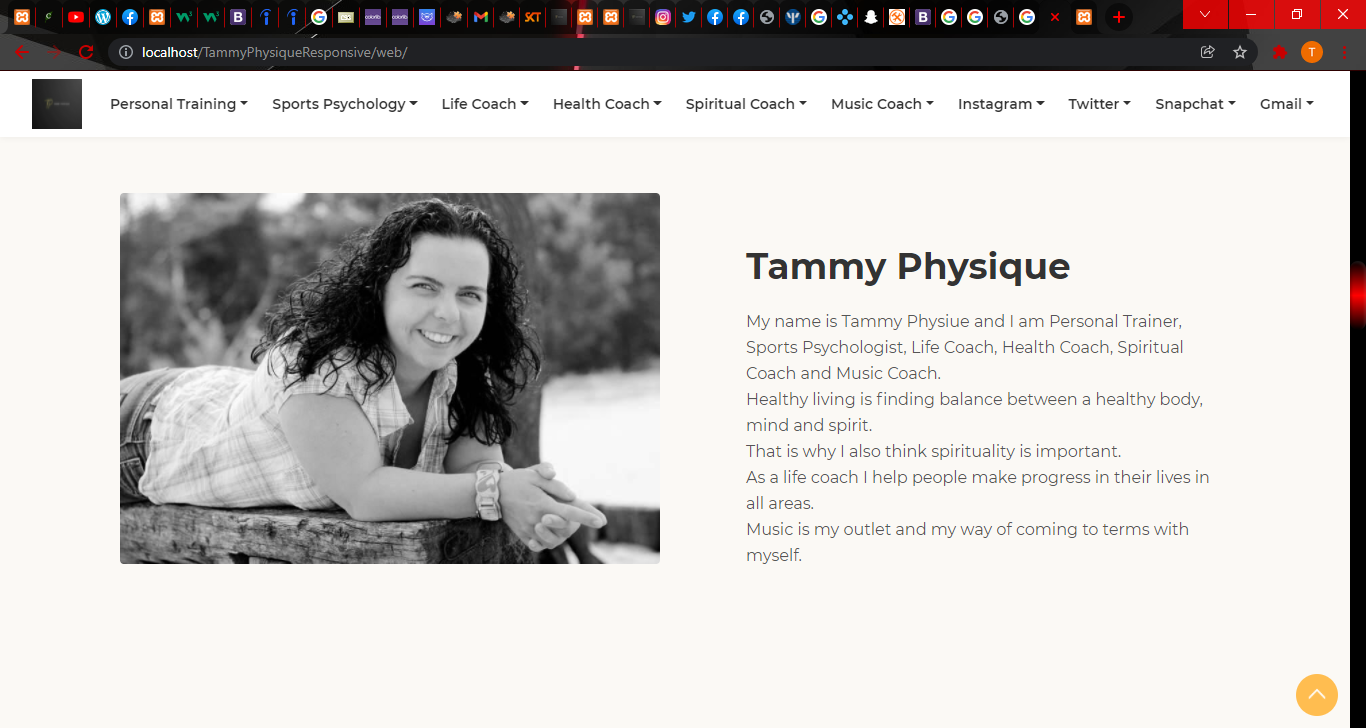 localhost/TammyPhysiqueResponsive/web/
T
Personal Training Sports Psychology Life Coach Health Coach Spiritual Coach Music Coach Instagram Twitter Snapchat Gmail
Tammy Physique
My name is Tammy Physiue and I am Personal Trainer,
Sports Psychologist, Life Coach, Health Coach, Spiritual
Coach and Music Coach.
Healthy living is finding balance between a healthy body,
mind and spirit.
That is why I also think spirituality is important.
As a life coach I help people make progress in their lives in
all areas.
Music is my outlet and my way of coming to terms with
myself.